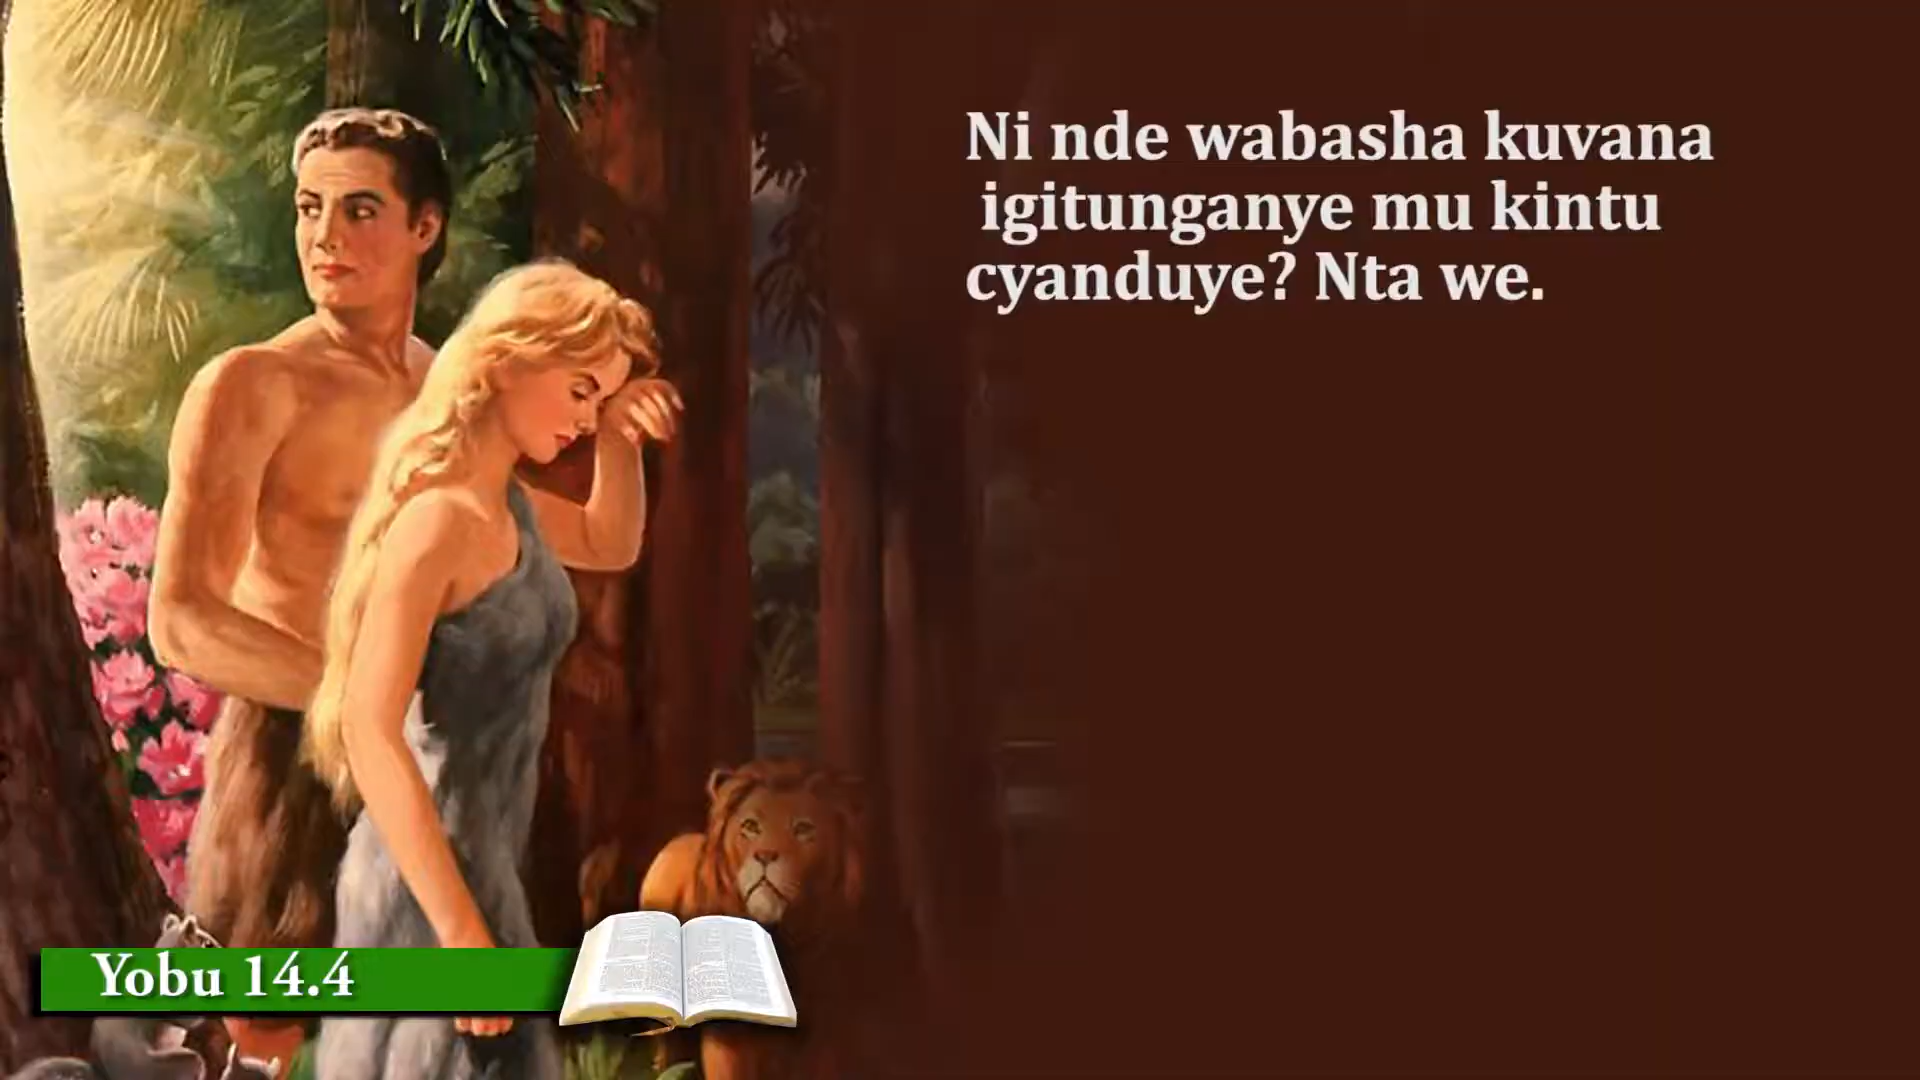 Ni nde wabasha kuvana
igitunganye mu kintu
cyanduye? Nta we.
Yobu 14.4